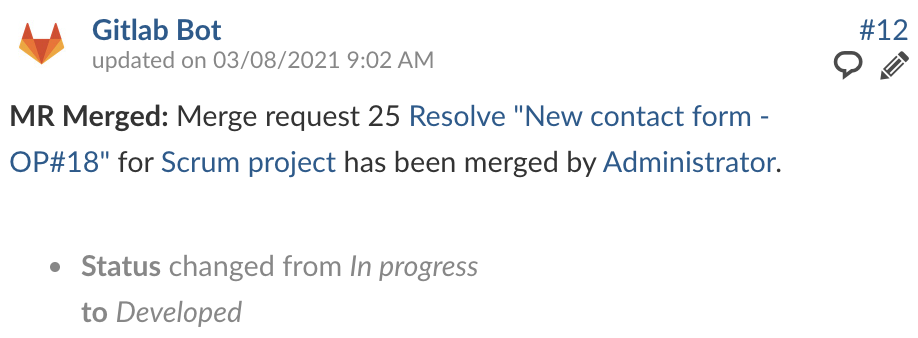 Gitlab Bot
#12
updated on 03/08/2021 9:02 AM
MR Merged: Merge request 25 Resolve "New contact form -
OP#18" for Scrum project has been merged by Administrator.
• Status changed from In progress
to Developed